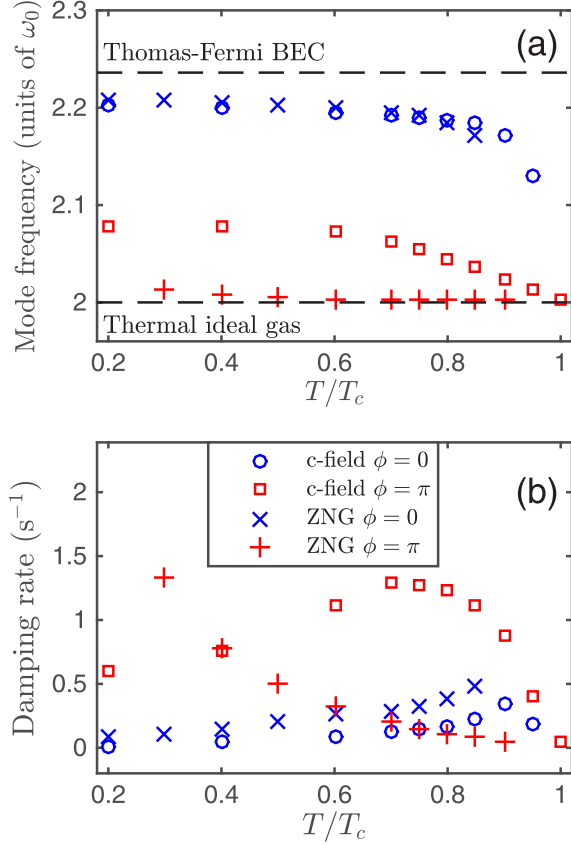 2.3
Thomas-Fermi BEC
(a)
2.2
2.1
2
Thermal ideal gas
Mode frequency (units of ω₀)
0.2 0.4 0.6 0.8 1
T/T_c
2
1.5
1
0.5
0
(b)
c-field ϕ = 0
c-field ϕ = π
ZNG ϕ = 0
ZNG ϕ = π
Damping rate (s⁻¹)
0.2 0.4 0.6 0.8 1
T/T_c